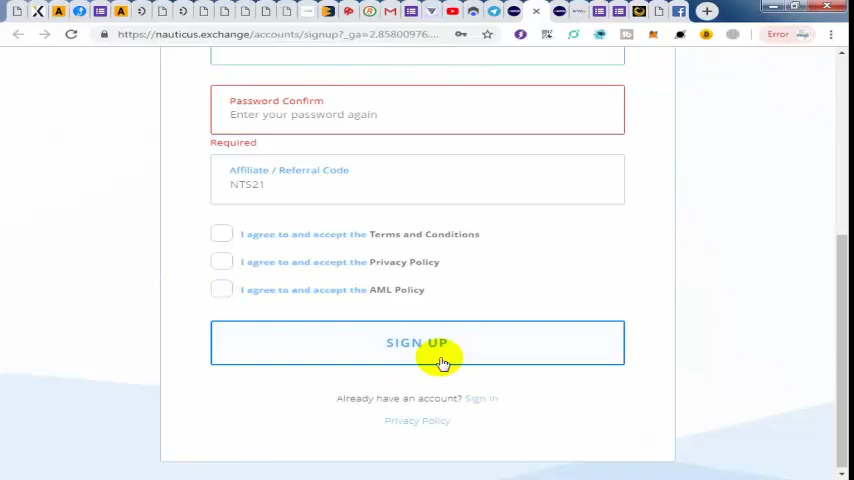 Error
https://nauticus.exchange/accounts/signup?_ga=2.85800976...
Password Confirm
Enter your password again
Required
Affiliate / Referral Code
NTS21
I agree to and accept the Terms and Conditions
I agree to and accept the Privacy Policy
I agree to and accept the AML Policy
SIGN UP
Already have an account? Sign In
Privacy Policy